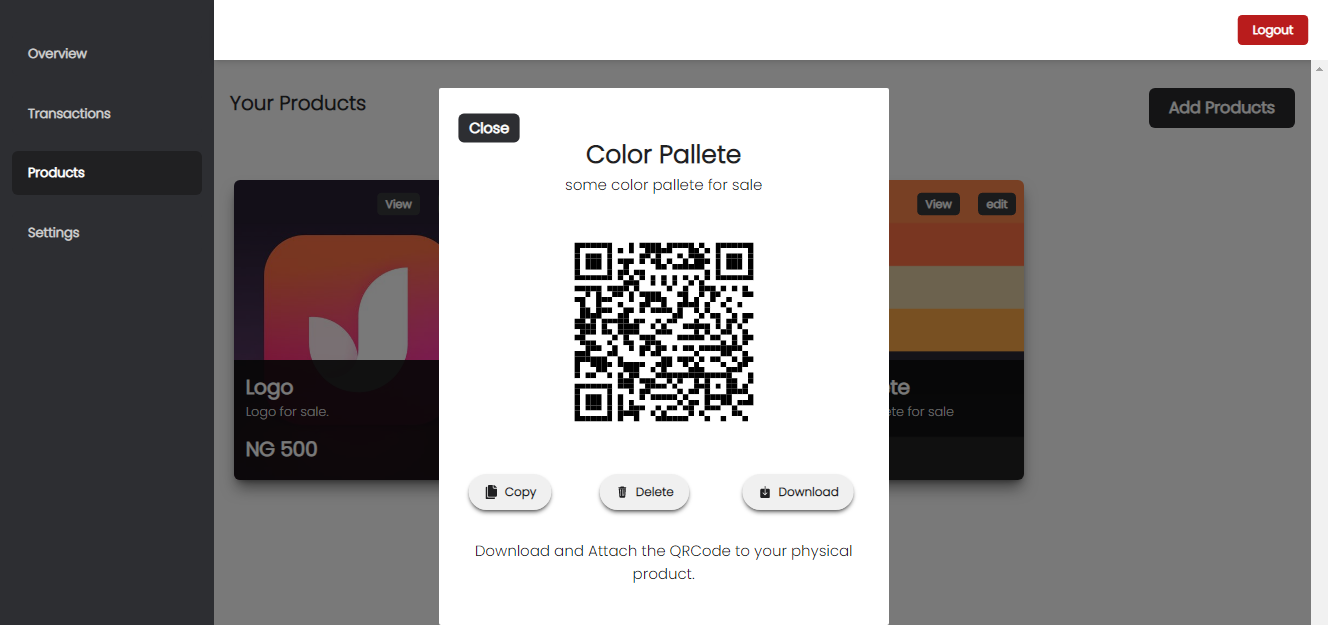 Logout
Overview
Transactions
Products
Settings
Your Products
Add Products
Close
Color Pallete
some color pallete for sale
View
View
edit
Logo
Logo for sale.
NG 500
for sale
Copy
Delete
Download
Download and Attach the QRCode to your physical
product.